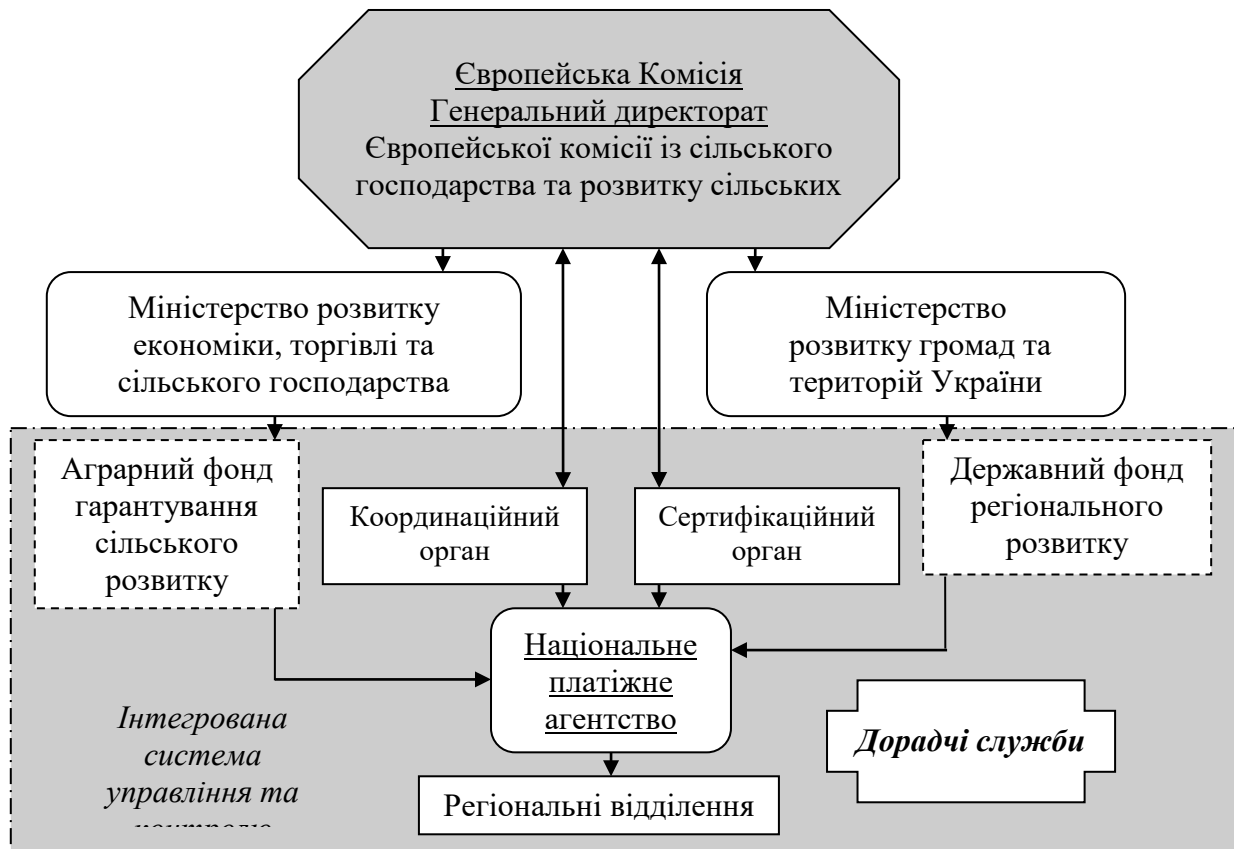 Європейська Комісія
Генеральний директорат
Європейської комісії із сільського
господарства та розвитку сільських
Міністерство розвитку
економіки, торгівлі та
сільського господарства
Міністерство
розвитку громад та
територій України
Аграрний фонд
гарантування
сільського
розвитку
Координаційний
орган
Сертифікаційний
орган
Державний фонд
регіонального
розвитку
Національне
платіжне
агентство
Інтегрована
система
управління та
контролю
Дорадчі служби
Регіональні відділення